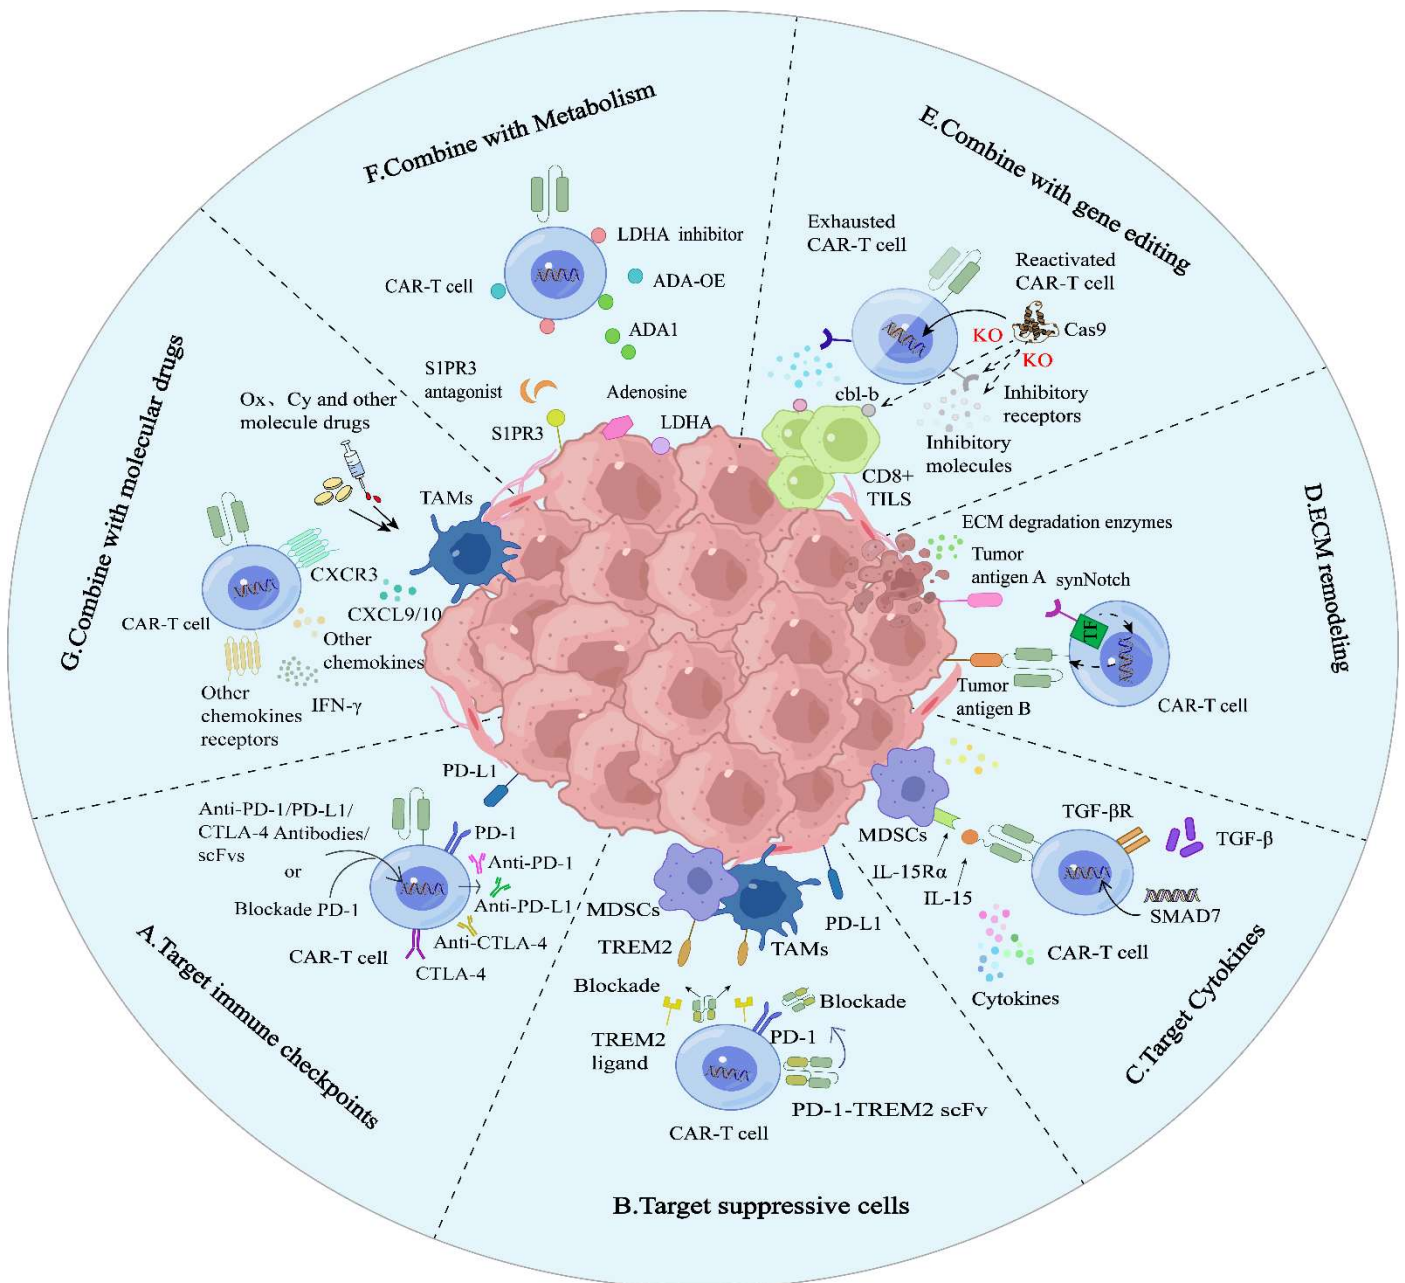 F.Combine with Metabolism
LDHA inhibitor
CAR-T cell
ADA-OE
ADA1
S1PR3
antagonist
Adenosine
S1PR3
LDHA
E.Combine with gene editing
Exhausted
CAR-T cell
Reactivated
CAR-T cell
KO
Cas9
KO
cbl-b
Inhibitory
receptors
Inhibitory
molecules
CD8+
TILS
D.ECM remodeling
ECM degradation enzymes
Tumor
antigen A
synNotch
TF
Tumor
antigen B
CAR-T cell
C.Target Cytokines
MDSCs
TGF-βR
TGF-β
IL-15Rα
IL-15
SMAD7
CAR-T cell
Cytokines
B.Target suppressive cells
MDSCs
PD-L1
TREM2
TAMs
Blockade
Blockade
TREM2
ligand
PD-1
PD-1-TREM2 scFv
CAR-T cell
A.Target immune checkpoints
PD-L1
Anti-PD-1/PD-L1/
CTLA-4 Antibodies/
scFvs
or
Blockade PD-1
PD-1
Anti-PD-1
Anti-PD-L1
Anti-CTLA-4
CAR-T cell
CTLA-4
G.Combine with molecular drugs
Ox、Cy and other
molecule drugs
TAMs
CXCR3
CXCL9/10
CAR-T cell
Other
chemokines
Other
chemokines
receptors
IFN-γ